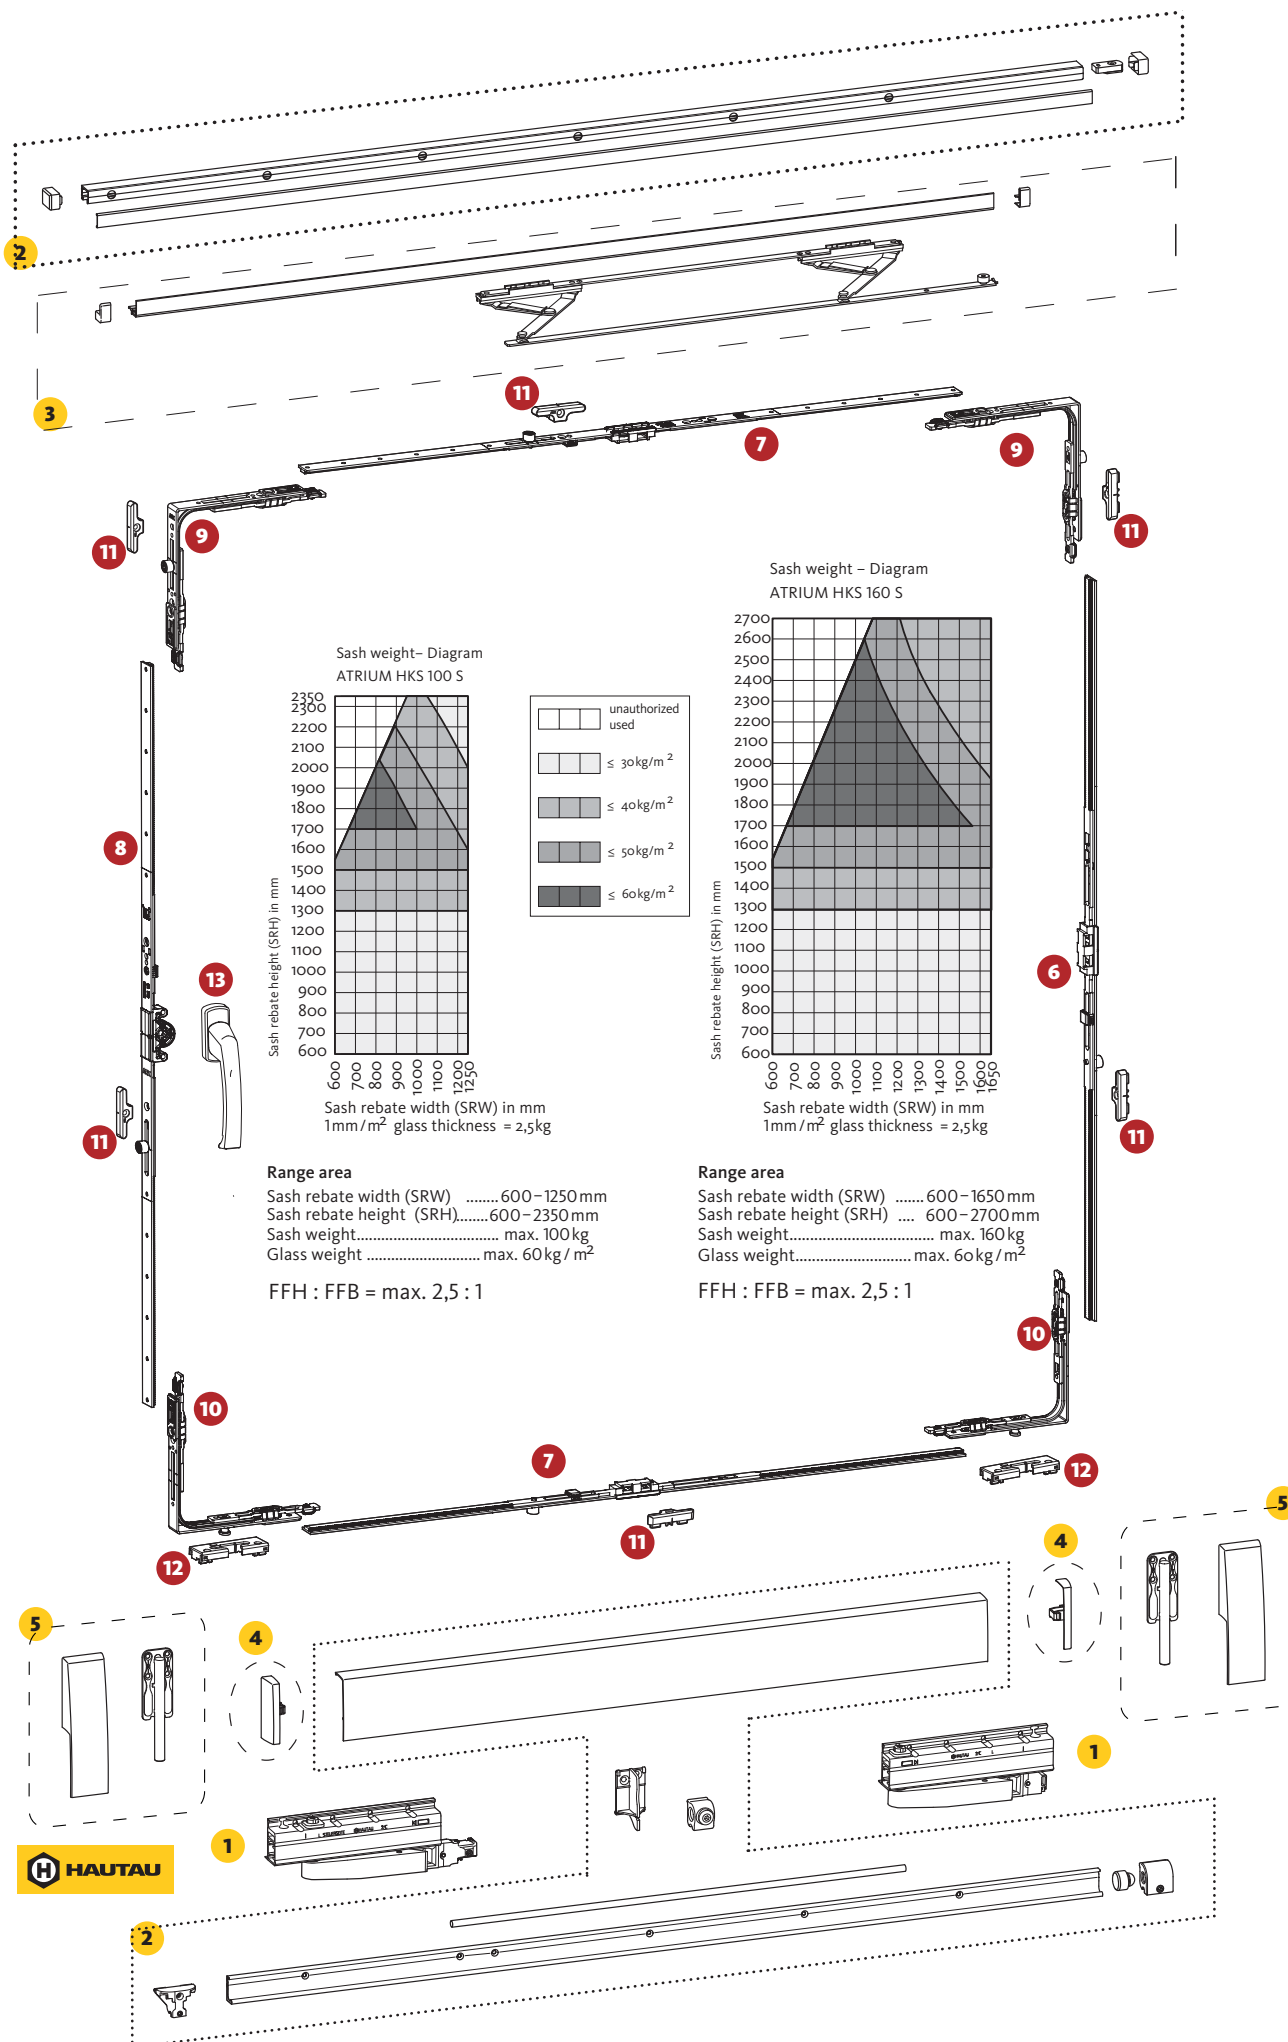 2
3
11
7
9
9
11
11
Sash weight – Diagram
ATRIUM HKS 160 S
2700
2600
2500
2400
2300
2200
2100
2000
1900
1800
1700
1600
1500
1400
1300
1200
1100
1000
900
800
700
600
Sash rebate height (SRH) in mm
600 700 800 900 1000 1100 1200 1300 1400 1500 1600 1650
Sash rebate width (SRW) in mm
1mm/m² glass thickness = 2,5kg
Sash weight– Diagram
ATRIUM HKS 100 S
2350
2300
2200
2100
2000
1900
1800
1700
1600
1500
1400
1300
1200
1100
1000
900
800
700
600
Sash rebate height (SRH) in mm
600 700 800 900 1000 1100 1200 1250
Sash rebate width (SRW) in mm
1mm/m² glass thickness = 2,5kg
unauthorized
used
≤ 30kg/m²
≤ 40kg/m²
≤ 50kg/m²
≤ 60kg/m²
8
13
6
11
11
Range area
Sash rebate width (SRW) ........600–1250mm
Sash rebate height (SRH)........600–2350mm
Sash weight................................... max. 100kg
Glass weight ............................ max. 60kg/m²
FFH : FFB = max. 2,5 : 1
Range area
Sash rebate width (SRW) .......600–1650mm
Sash rebate height (SRH) .... 600–2700mm
Sash weight................................... max. 160kg
Glass weight............................ max. 60kg/m²
FFH : FFB = max. 2,5 : 1
10
10
7
12
11
12
5
4
5
4
1
1
HAUTAU
HAUTAU
2